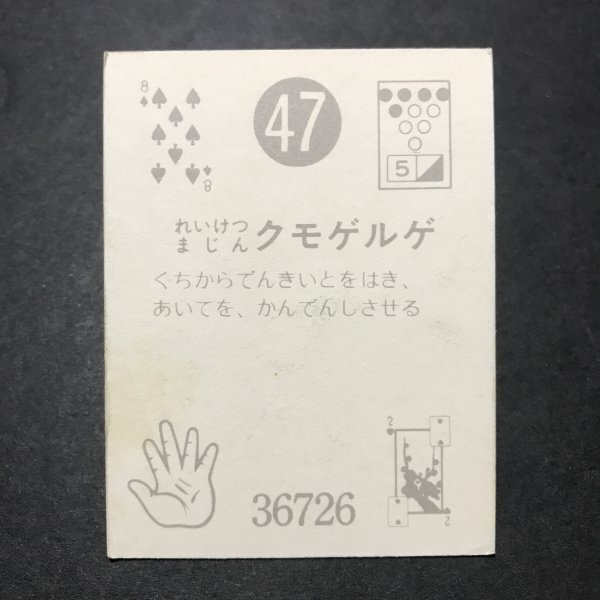 8
47
5
8
れいけつ
まじん クモゲルゲ
くちからでんきいとをはき、
あいてを、かんでんしさせる
2
36726
2